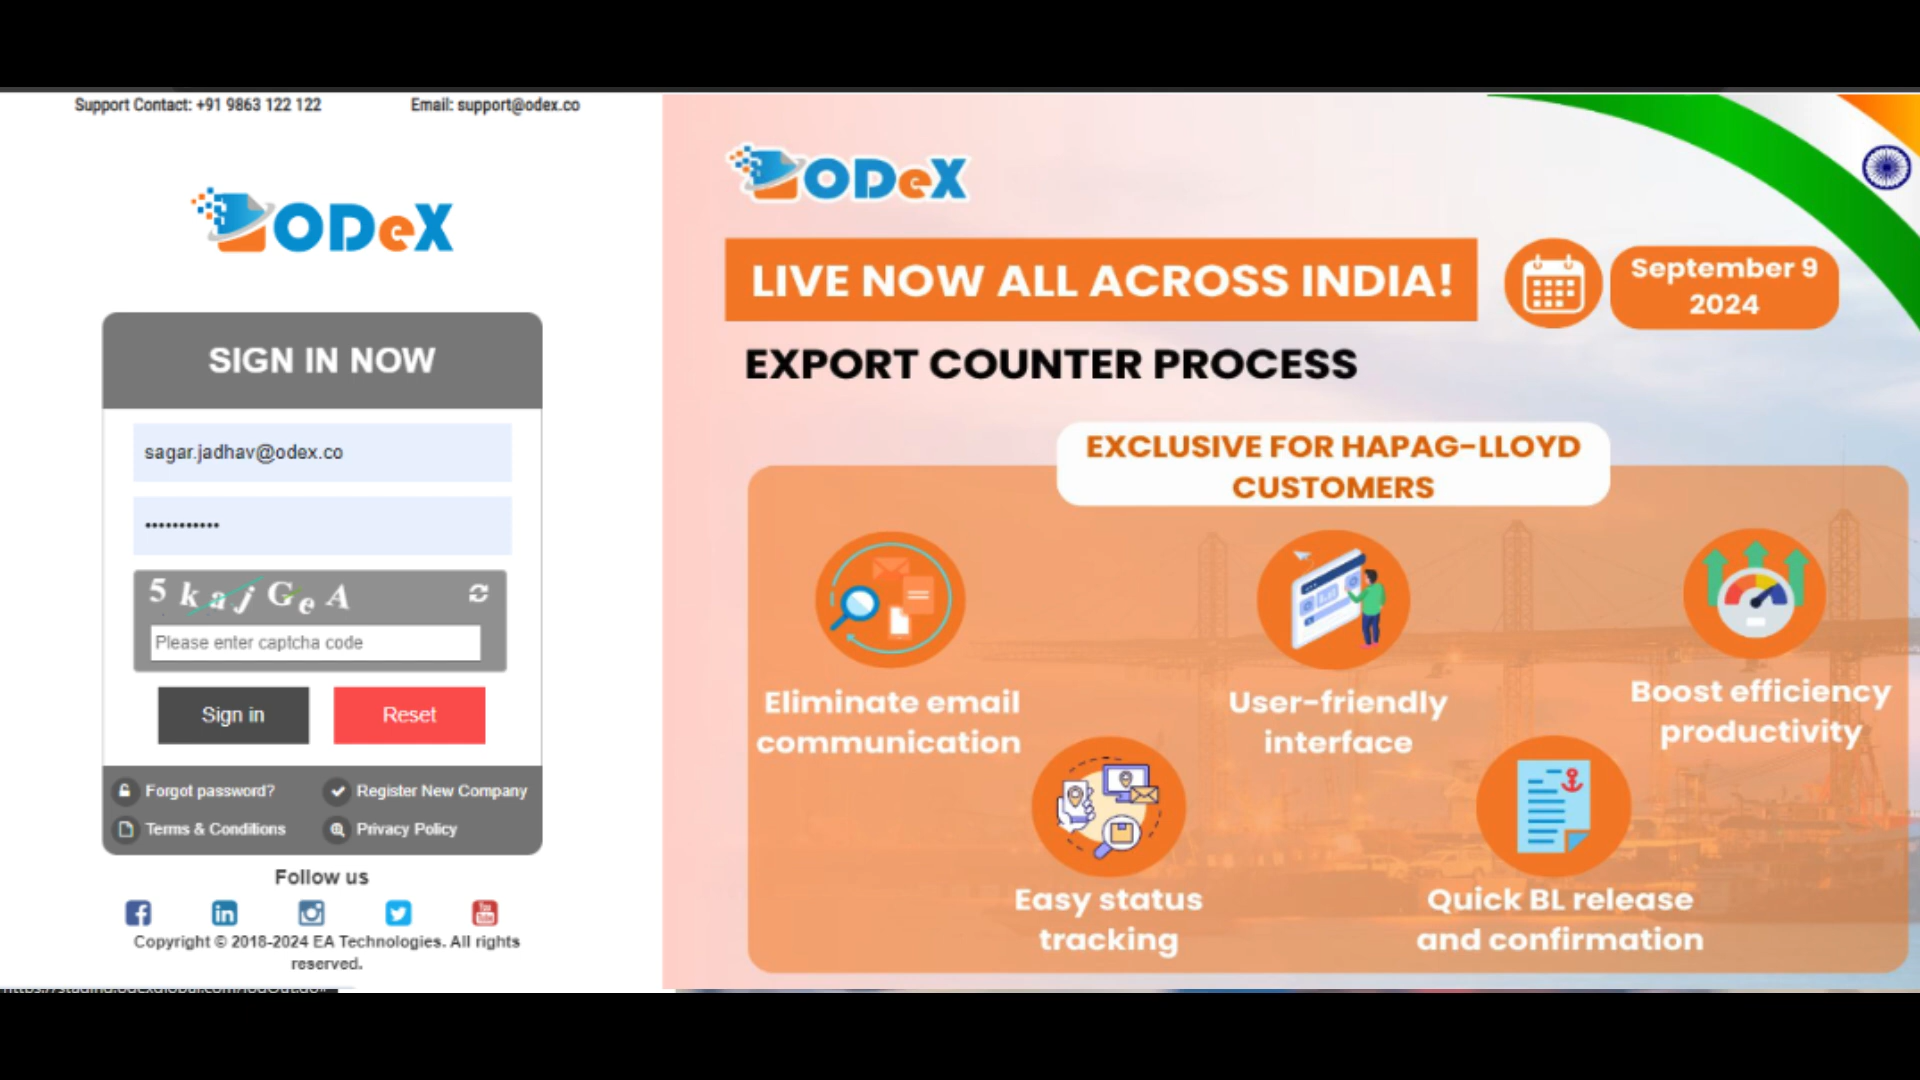 Support Contact: +91 9863 122 122
Email: support@odex.co
ODeX
SIGN IN NOW
sagar.jadhav@odex.co
•••••••••••
5 k a j G e A
Please enter captcha code
Sign in
Reset
Forgot password?
Register New Company
Terms & Conditions
Privacy Policy
Follow us
You
Tube
Copyright © 2018-2024 EA Technologies. All rights
reserved.
ODeX
LIVE NOW ALL ACROSS INDIA!
September 9
2024
EXPORT COUNTER PROCESS
EXCLUSIVE FOR HAPAG-LLOYD
CUSTOMERS
Eliminate email
communication
User-friendly
interface
Boost efficiency
productivity
Easy status
tracking
Quick BL release
and confirmation